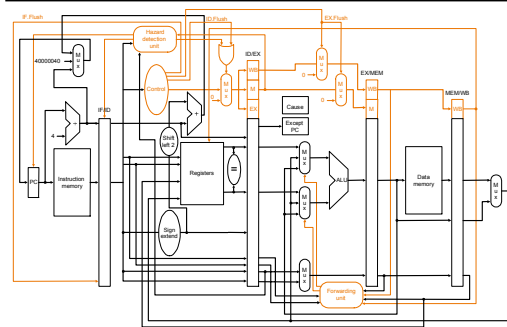 IF.Flush
ID.Flush
EX.Flush
Hazard
detection
unit
ID/EX
M
u
x
40000040
WB
Control
M
u
x
0
M
EX
M
u
x
0
M
u
x
0
EX/MEM
WB
M
MEM/WB
WB
Cause
Except
PC
IF/ID
+
4
+
Shift
left 2
PC
Instruction
memory
Registers
=
M
u
x
M
u
x
ALU
Data
memory
M
u
x
Sign
extend
M
u
x
Forwarding
unit